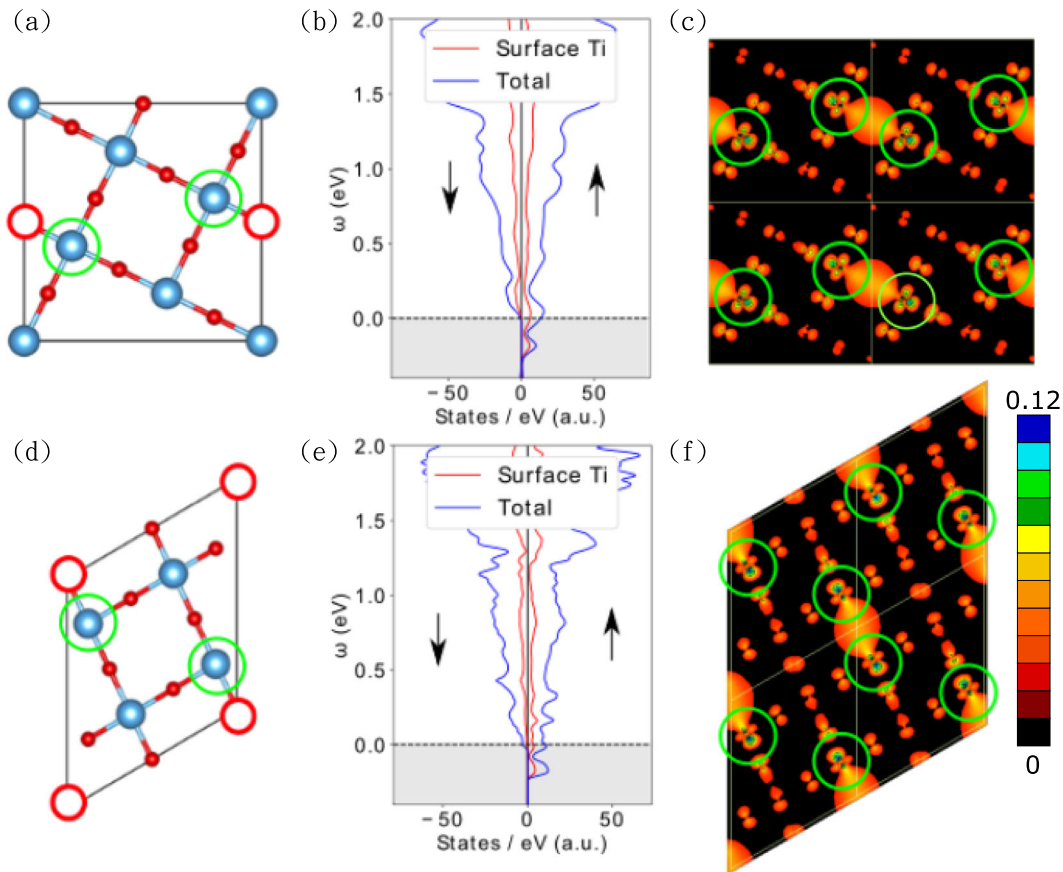 (a)
(b)
2.0
1.5
1.0
0.5
0.0
ω (eV)
Surface Ti
Total
−50
0
50
States / eV (a.u.)
(c)
(d)
(e)
2.0
1.5
1.0
0.5
0.0
ω (eV)
Surface Ti
Total
−50
0
50
States / eV (a.u.)
(f)
0.12
0